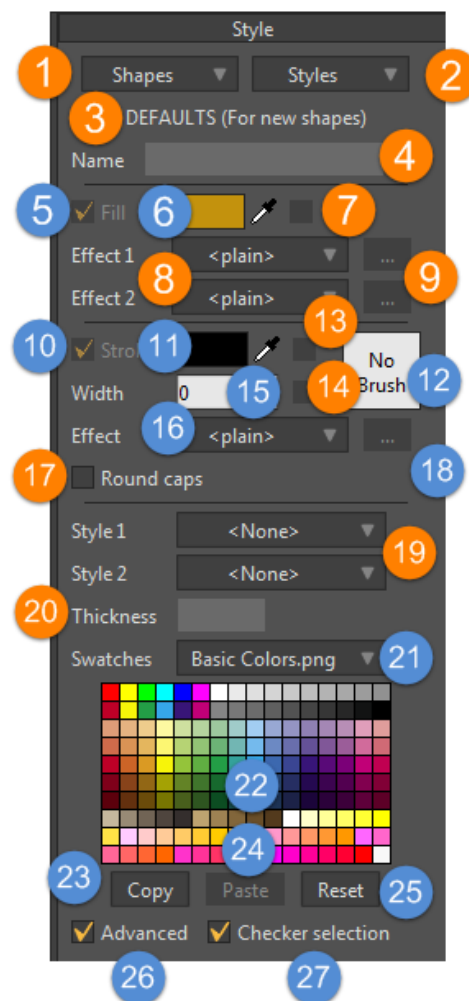 Style
1 Shapes Styles 2
3 DEFAULTS (For new shapes)
Name 4
5 Fill 6 7
Effect 1 <plain> ...
8 9
Effect 2 <plain> ...
13
10 Stro 11 No Brush 12
Width 0 15 14
Effect 16 <plain> ... 18
17 Round caps
Style 1 <None>
19
Style 2 <None>
20 Thickness
Swatches Basic Colors.png 21
22
24
23 Copy Paste Reset 25
Advanced Checker selection
26 27